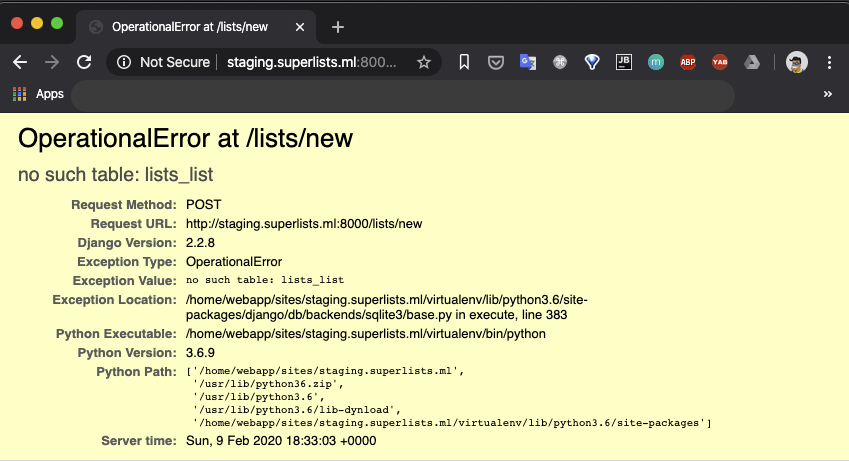 OperationalError at /lists/new
Not Secure staging.superlists.ml:800...
JB
m
ABP
YAB
Apps
»
OperationalError at /lists/new
no such table: lists_list
Request Method: POST
Request URL: http://staging.superlists.ml:8000/lists/new
Django Version: 2.2.8
Exception Type: OperationalError
Exception Value: no such table: lists_list
Exception Location: /home/webapp/sites/staging.superlists.ml/virtualenv/lib/python3.6/site-
packages/django/db/backends/sqlite3/base.py in execute, line 383
Python Executable: /home/webapp/sites/staging.superlists.ml/virtualenv/bin/python
Python Version: 3.6.9
Python Path: ['/home/webapp/sites/staging.superlists.ml',
'/usr/lib/python36.zip',
'/usr/lib/python3.6',
'/usr/lib/python3.6/lib-dynload',
'/home/webapp/sites/staging.superlists.ml/virtualenv/lib/python3.6/site-packages']
Server time: Sun, 9 Feb 2020 18:33:03 +0000